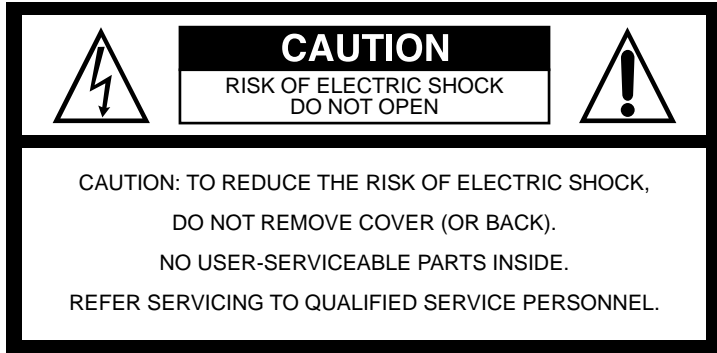 CAUTION
RISK OF ELECTRIC SHOCK
DO NOT OPEN
CAUTION: TO REDUCE THE RISK OF ELECTRIC SHOCK,
DO NOT REMOVE COVER (OR BACK).
NO USER-SERVICEABLE PARTS INSIDE.
REFER SERVICING TO QUALIFIED SERVICE PERSONNEL.